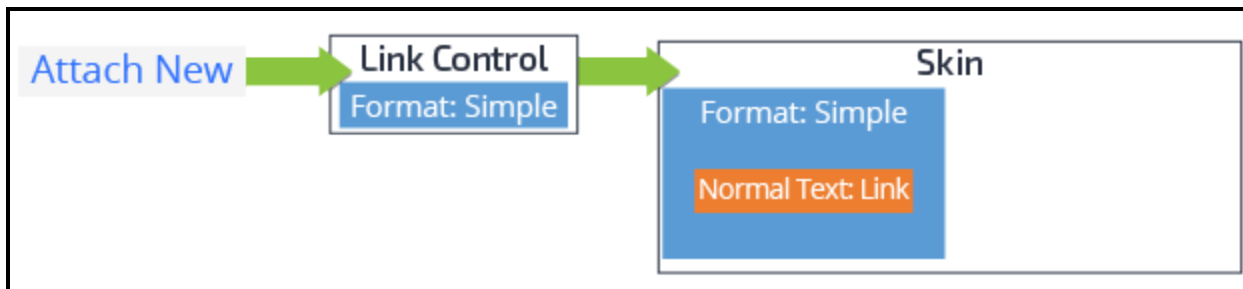 Attach New
Link Control
Format: Simple
Skin
Format: Simple
Normal Text: Link